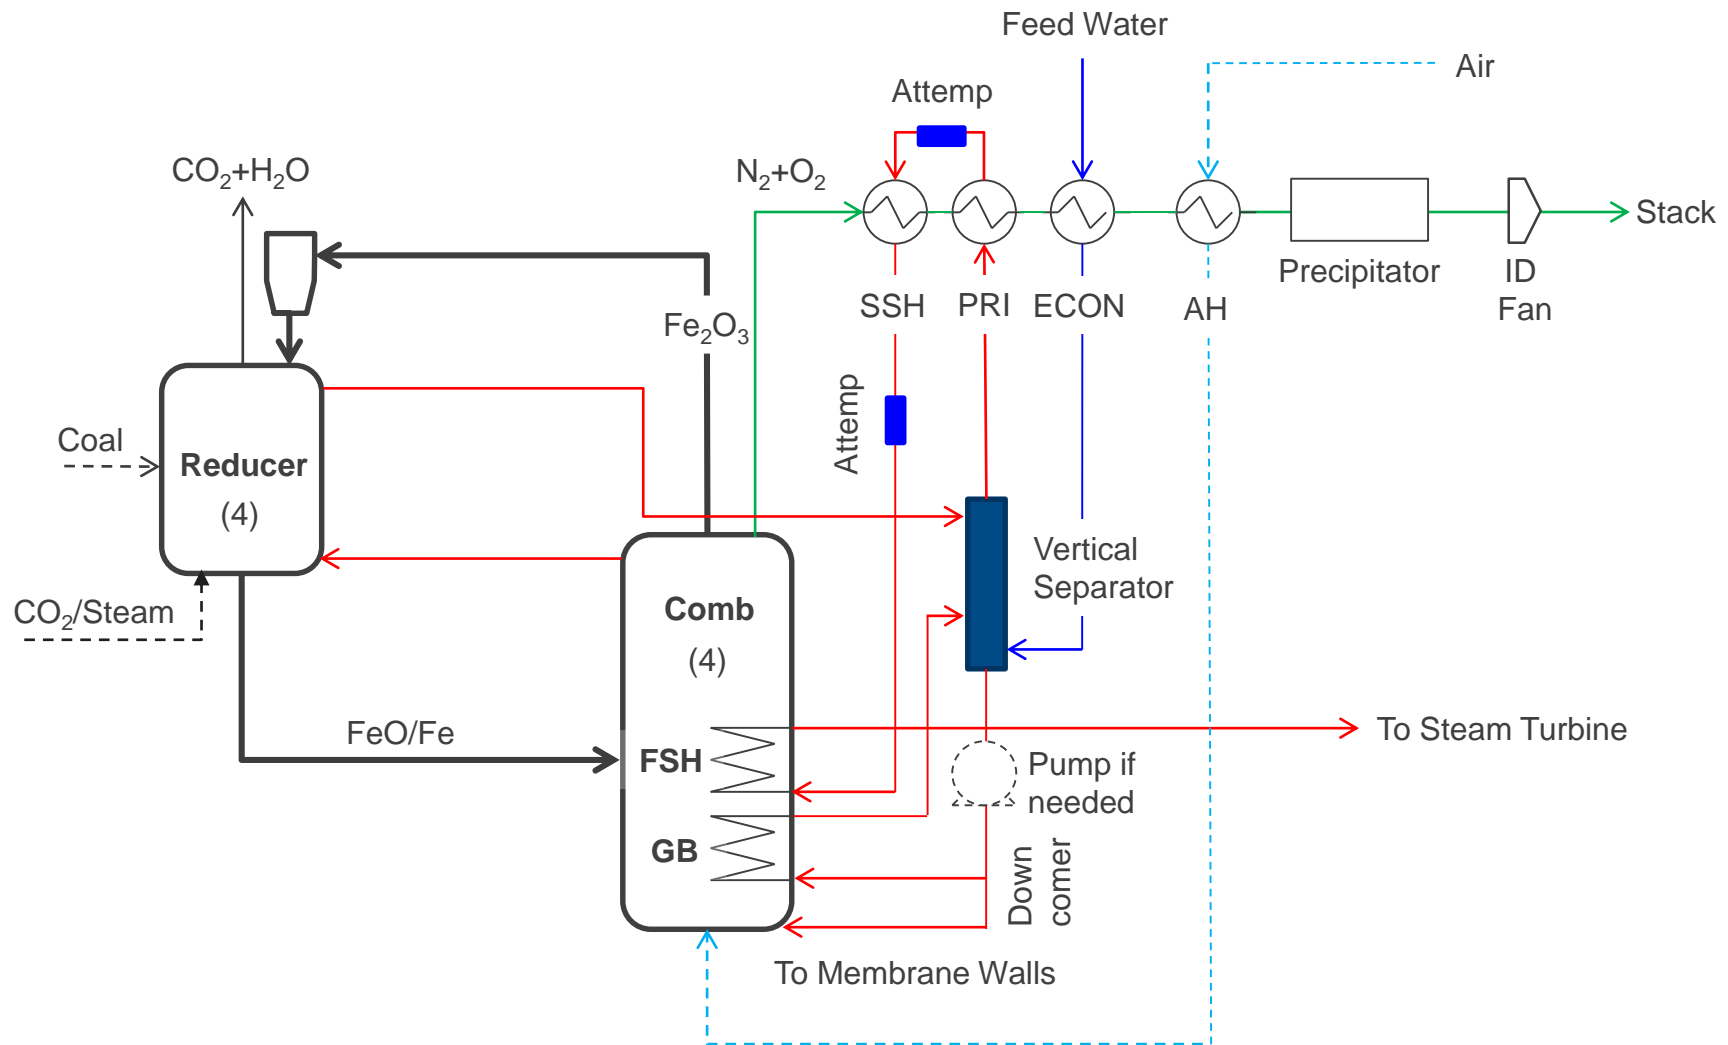 Feed Water
Air
Attemp
CO₂+H₂O
N₂+O₂
Stack
Precipitator
ID
Fan
SSH
PRI
ECON
AH
Fe₂O₃
Attemp
Coal
Reducer
(4)
Vertical
Separator
CO₂/Steam
Comb
(4)
FeO/Fe
To Steam Turbine
FSH
Pump if
needed
GB
Down
comer
To Membrane Walls